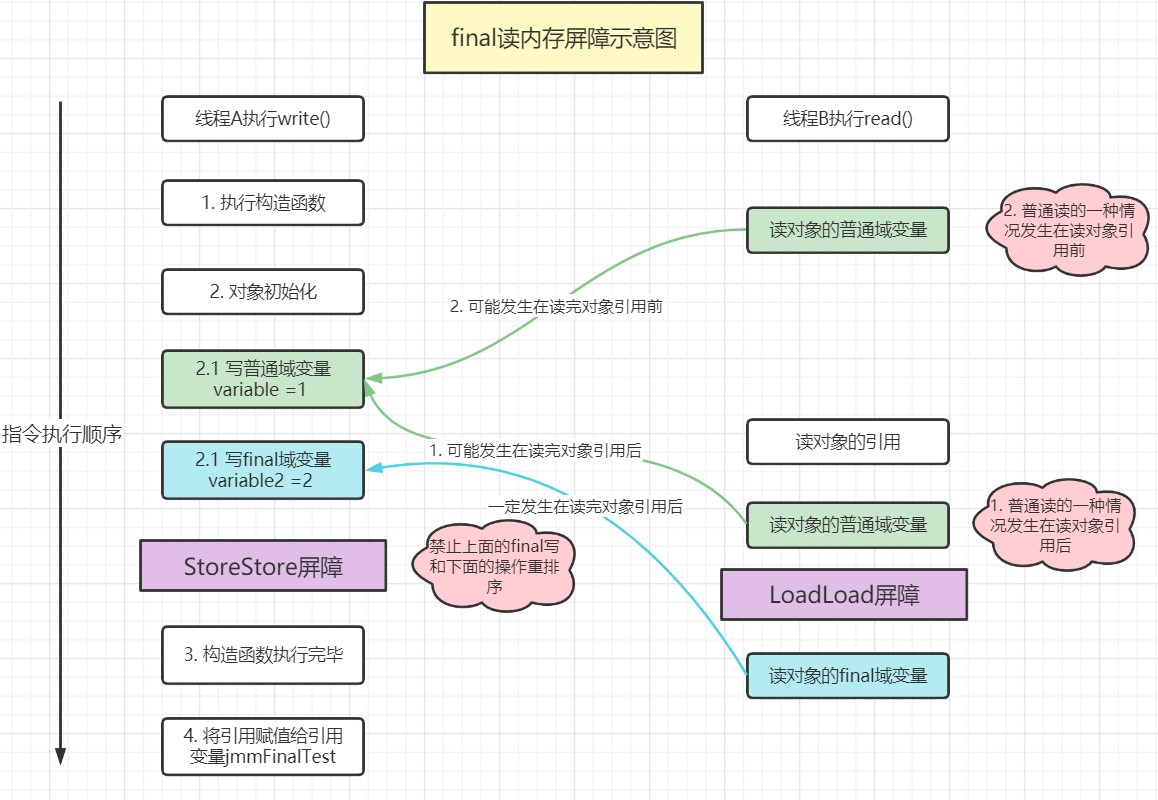 final读内存屏障示意图
线程A执行write()
线程B执行read()
1. 执行构造函数
读对象的普通域变量
2. 普通读的一种情
况发生在读对象引
用前
2. 对象初始化
2. 可能发生在读完对象引用前
2.1 写普通域变量
variable =1
指令执行顺序
读对象的引用
1. 可能发生在读完对象引用后
2.1 写final域变量
variable2 =2
一定发生在读完对象引用后
读对象的普通域变量
1. 普通读的一种情
况发生在读对象引
用后
StoreStore屏障
禁止上面的final写
和下面的操作重排
序
LoadLoad屏障
3. 构造函数执行完毕
读对象的final域变量
4. 将引用赋值给引用
变量jmmFinalTest